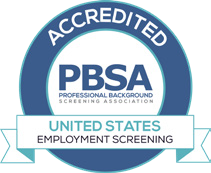 ACCREDITED
PBSA
PROFESSIONAL BACKGROUND
SCREENING ASSOCIATION
UNITED STATES
EMPLOYMENT SCREENING